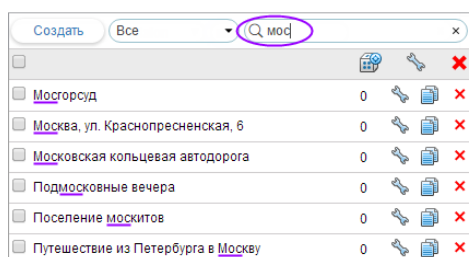 Создать Все мос x
Мосгорсуд 0
Москва, ул. Краснопресненская, 6 0
Московская кольцевая автодорога 0
Подмосковные вечера 0
Поселение москитов 0
Путешествие из Петербурга в Москву 0